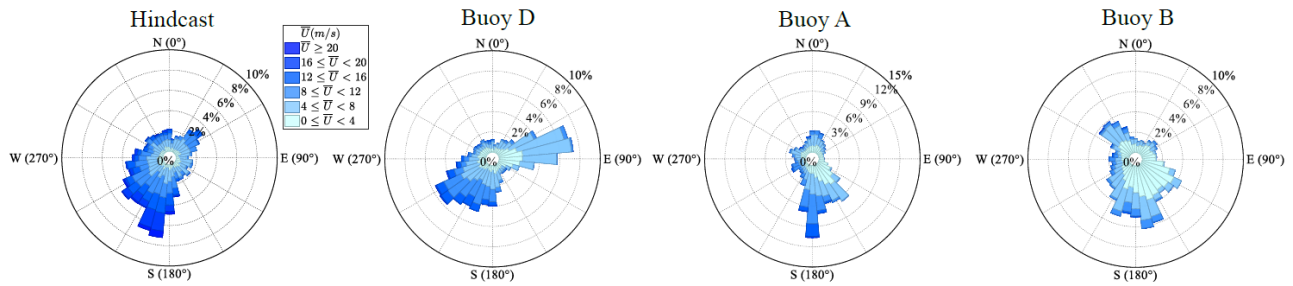 Hindcast
N (0°)
10%
8%
6%
4%
2%
0%
W (270°)
E (90°)
S (180°)
U̅(m/s)
U̅ ≥ 20
16 ≤ U̅ < 20
12 ≤ U̅ < 16
8 ≤ U̅ < 12
4 ≤ U̅ < 8
0 ≤ U̅ < 4
Buoy D
N (0°)
10%
8%
6%
4%
2%
0%
W (270°)
E (90°)
S (180°)
Buoy A
N (0°)
15%
12%
9%
6%
3%
0%
W (270°)
E (90°)
S (180°)
Buoy B
N (0°)
10%
8%
6%
4%
2%
0%
W (270°)
E (90°)
S (180°)